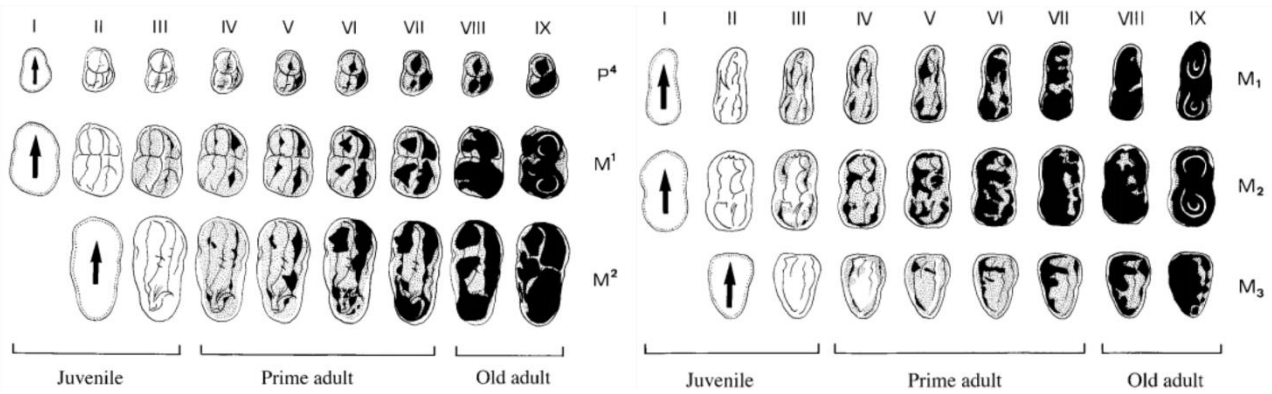 I II III IV V VI VII VIII IX
P⁴
M¹
M²
Juvenile Prime adult Old adult
I II III IV V VI VII VIII IX
M₁
M₂
M₃
Juvenile Prime adult Old adult